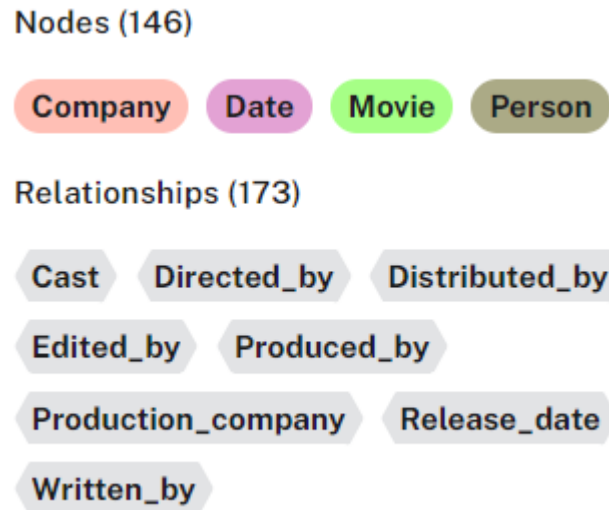 Nodes (146)
Company Date Movie Person
Relationships (173)
Cast Directed_by Distributed_by
Edited_by Produced_by
Production_company Release_date
Written_by